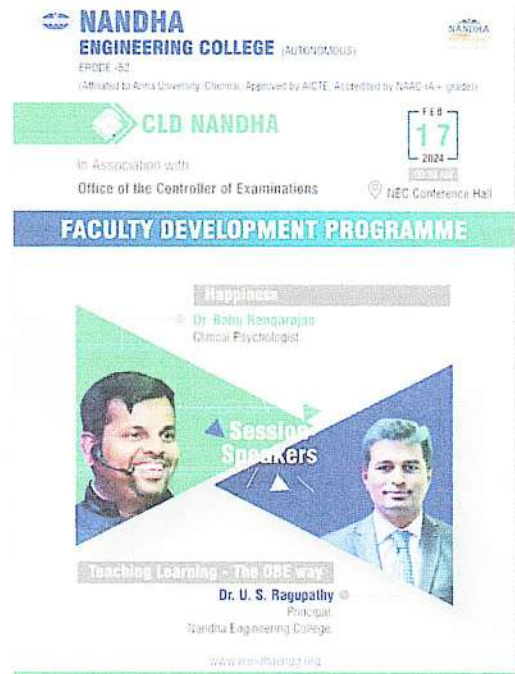 NANDHA
ENGINEERING COLLEGE (AUTONOMOUS)
ERODE -52
(Affiliated to Anna University, Chennai, Approved by AICTE, Accredited by NAAC (A+ grade))
NANDHA
CLD NANDHA
FEB
17
2024
In Association with
Office of the Controller of Examinations
NEC Conference Hall
FACULTY DEVELOPMENT PROGRAMME
Happiness
Dr. Babu Rangarajan
Clinical Psychologist
Session
Speakers
Teaching Learning - The OBE way
Dr. U. S. Ragupathy
Principal
Nandha Engineering College